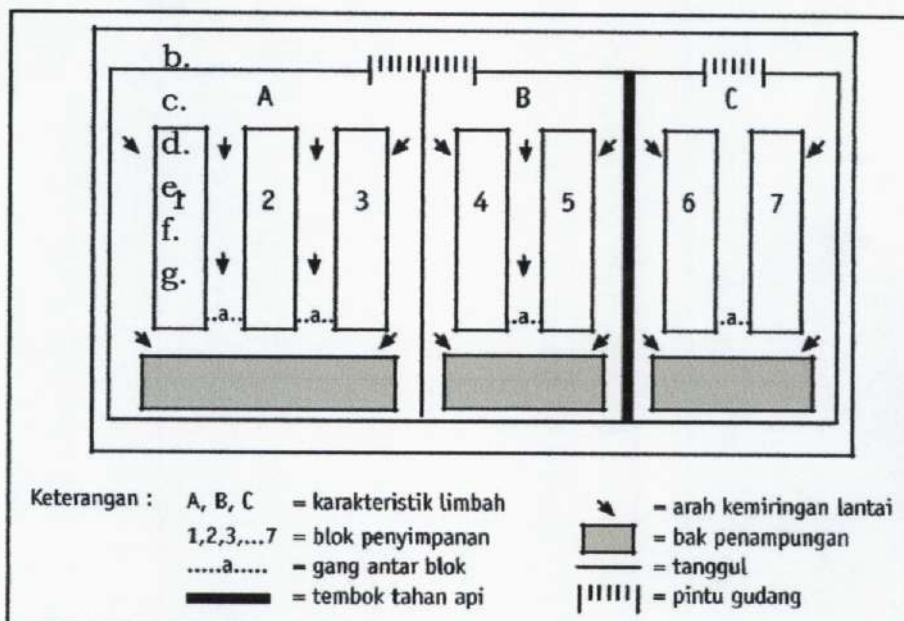 b.
A
B
C
c.
d.
e.
1
2
3
4
5
6
7
f.
g.
..a..
..a..
..a..
..a..
Keterangan :
A, B, C = karakteristik limbah
1,2,3,...7 = blok penyimpanan
.....a..... = gang antar blok
= tembok tahan api
= arah kemiringan lantai
= bak penampungan
= tanggul
= pintu gudang